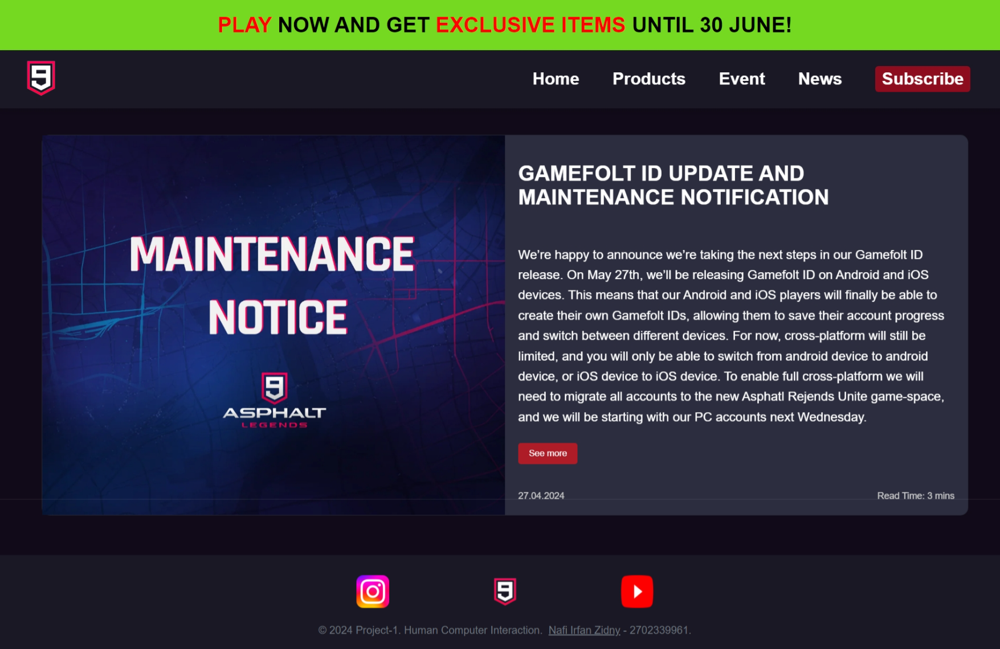 PLAY NOW AND GET EXCLUSIVE ITEMS UNTIL 30 JUNE!
9
Home
Products
Event
News
Subscribe
MAINTENANCE
NOTICE
9
ASPHALT
LEGENDS
GAMEFOLT ID UPDATE AND
MAINTENANCE NOTIFICATION
We’re happy to announce we’re taking the next steps in our Gamefolt ID
release. On May 27th, we’ll be releasing Gamefolt ID on Android and iOS
devices. This means that our Android and iOS players will finally be able to
create their own Gamefolt IDs, allowing them to save their account progress
and switch between different devices. For now, cross-platform will still be
limited, and you will only be able to switch from android device to android
device, or iOS device to iOS device. To enable full cross-platform we will
need to migrate all accounts to the new Asphatl Rejends Unite game-space,
and we will be starting with our PC accounts next Wednesday.
See more
27.04.2024
Read Time: 3 mins
9
© 2024 Project-1. Human Computer Interaction. Nafi Irfan Zidny - 2702339961.